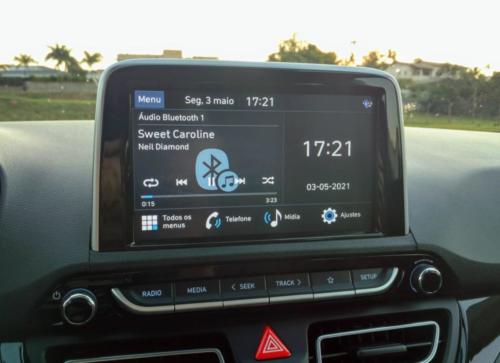 Menu Seg, 3 maio 17:21
Áudio Bluetooth 1
Sweet Caroline
Neil Diamond
17:21
03-05-2021
0:15 3:23
Todos os menus
Telefone
Mídia
Ajustes
RADIO MEDIA < SEEK TRACK > SETUP